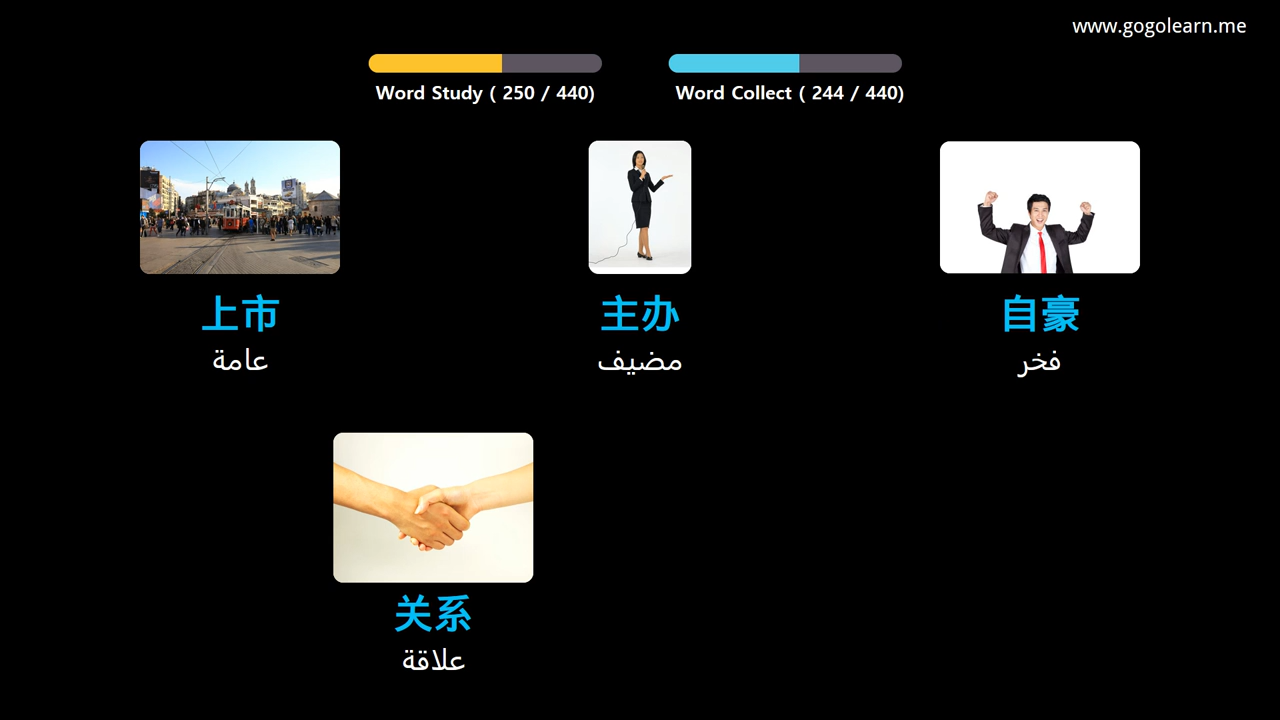 www.gogolearn.me
Word Study ( 250 / 440)
Word Collect ( 244 / 440)
上市
عامة
主办
مضيف
自豪
فخر
关系
علاقة